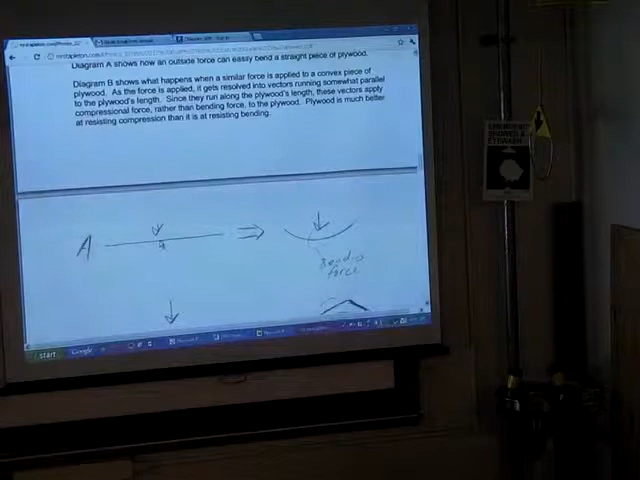 Diagram A shows how an outside force can easily bend a straight piece of plywood.
Diagram B shows what happens when a similar force is applied to a convex piece of
plywood. As the force is applied, it gets resolved into vectors running somewhat parallel
to the plywood's length. Since they run along the plywood's length, these vectors apply
compressional force, rather than bending force, to the plywood. Plywood is much better
at resisting compression than it is at resisting bending.
A
force
start
Google
SHOWER &
EYEWASH